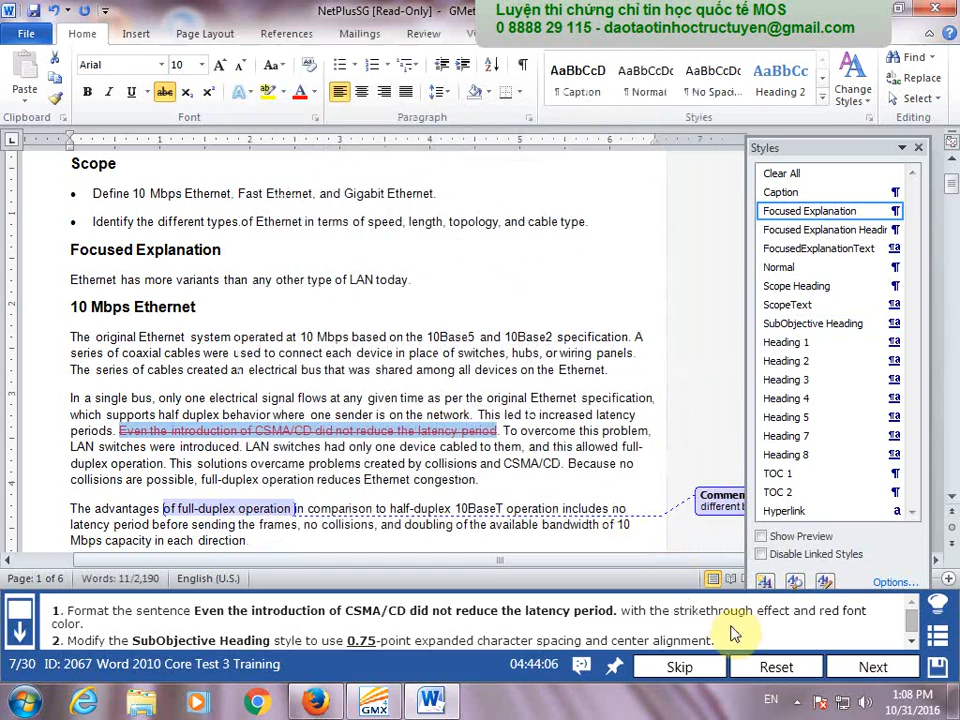 NetPlusSG [Read-Only] - GMet
Luyện thi chứng chỉ tin học quốc tế MOS
0 8888 29 115 - daotaotinhoctructuyen@gmail.com
File Home Insert Page Layout References Mailings Review
Paste
Arial 10
Clipboard Font Paragraph Styles Editing
AaBbCcD AaBbCcI AaBbCcI AaBbCc
¶ Caption ¶ Normal ¶ No Spaci... Heading 2
Change Styles
Find
Replace
Select
Scope
• Define 10 Mbps Ethernet, Fast Ethernet, and Gigabit Ethernet.
• Identify the different types of Ethernet in terms of speed, length, topology, and cable type.
Focused Explanation
Ethernet has more variants than any other type of LAN today.
10 Mbps Ethernet
The original Ethernet system operated at 10 Mbps based on the 10Base5 and 10Base2 specification. A
series of coaxial cables were used to connect each device in place of switches, hubs, or wiring panels.
The series of cables created an electrical bus that was shared among all devices on the Ethernet.
In a single bus, only one electrical signal flows at any given time as per the original Ethernet specification,
which supports half duplex behavior where one sender is on the network. This led to increased latency
periods. Even the introduction of CSMA/CD did not reduce the latency period. To overcome this problem,
LAN switches were introduced. LAN switches had only one device cabled to them, and this allowed full-
duplex operation. This solutions overcame problems created by collisions and CSMA/CD. Because no
collisions are possible, full-duplex operation reduces Ethernet congestion.
The advantages of full-duplex operation in comparison to half-duplex 10BaseT operation includes no
latency period before sending the frames, no collisions, and doubling of the available bandwidth of 10
Mbps capacity in each direction.
Commen
different b
Styles
Clear All
Caption
Focused Explanation
Focused Explanation Headin
FocusedExplanationText
Normal
Scope Heading
ScopeText
SubObjective Heading
Heading 1
Heading 2
Heading 3
Heading 4
Heading 5
Heading 7
Heading 8
TOC 1
TOC 2
Hyperlink
Show Preview
Disable Linked Styles
Options...
Page: 1 of 6 Words: 11/2,190 English (U.S.)
1. Format the sentence Even the introduction of CSMA/CD did not reduce the latency period. with the strikethrough effect and red font
color.
2. Modify the SubObjective Heading style to use 0.75-point expanded character spacing and center alignment.
7/30 ID: 2067 Word 2010 Core Test 3 Training 04:44:06 Skip Reset Next
EN 1:08 PM
10/31/2016